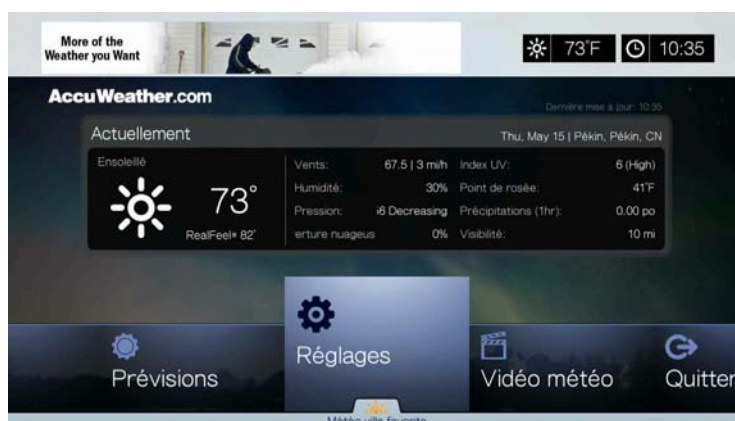 More of the
Weather you Want
73°F 10:35
AccuWeather.com
Dernière mise à jour: 10:35
Actuellement
Thu, May 15 | Pékin, Pékin, CN
Ensoleillé
73°
RealFeel® 82°
Vents: 67.5 | 3 mi/h
Humidité: 30%
Pression: i6 Decreasing
erture nuageus 0%
Index UV: 6 (High)
Point de rosée: 41°F
Précipitations (1hr): 0.00 po
Visibilité: 10 mi
Prévisions
Réglages
Vidéo météo
Quitter
Météo ville favorite